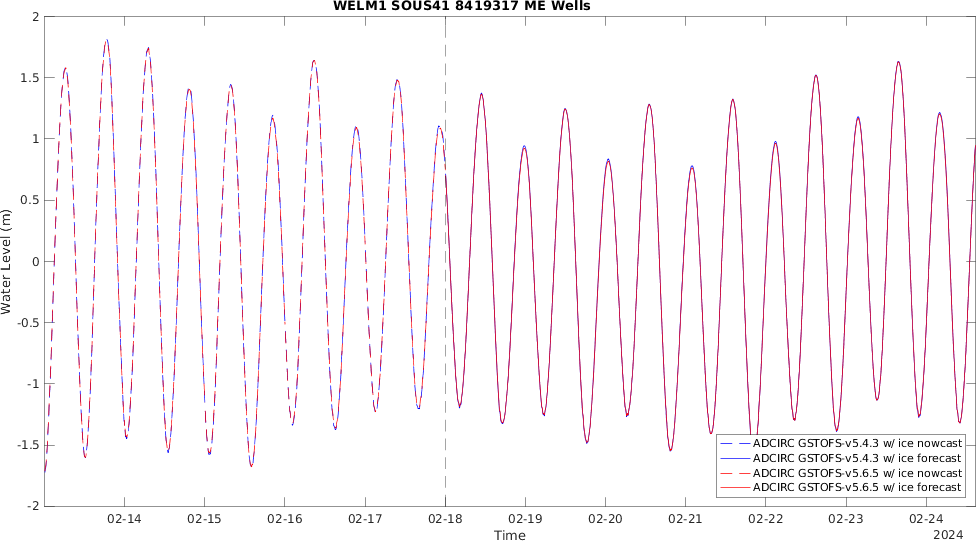 WELM1 SOUS41 8419317 ME Wells
2
1.5
1
0.5
0
-0.5
-1
-1.5
-2
Water Level (m)
ADCIRC GSTOFS-v5.4.3 w/ ice nowcast
ADCIRC GSTOFS-v5.4.3 w/ ice forecast
ADCIRC GSTOFS-v5.6.5 w/ ice nowcast
ADCIRC GSTOFS-v5.6.5 w/ ice forecast
02-14 02-15 02-16 02-17 02-18 02-19 02-20 02-21 02-22 02-23 02-24
Time
2024